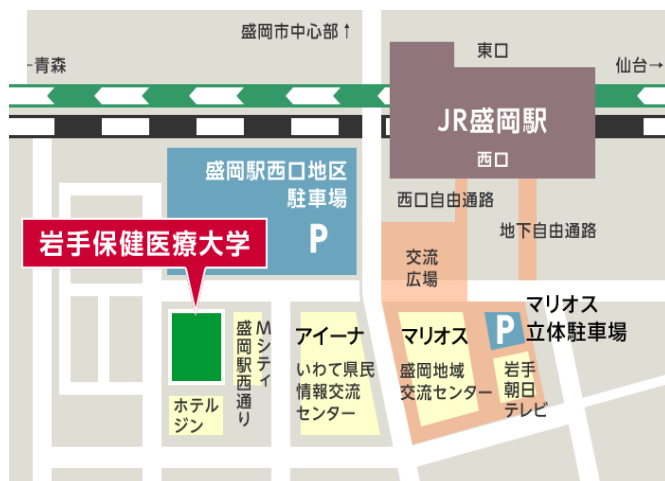 盛岡市中心部↑
東口
←青森
仙台→
JR盛岡駅
西口
盛岡駅西口地区
駐車場
P
西口自由通路
地下自由通路
岩手保健医療大学
交流
広場
マリオス
立体駐車場
P
Mシティ
盛岡駅西通り
アイーナ
いわて県民
情報交流
センター
マリオス
盛岡地域
交流センター
岩手
朝日
テレビ
ホテル
ジン